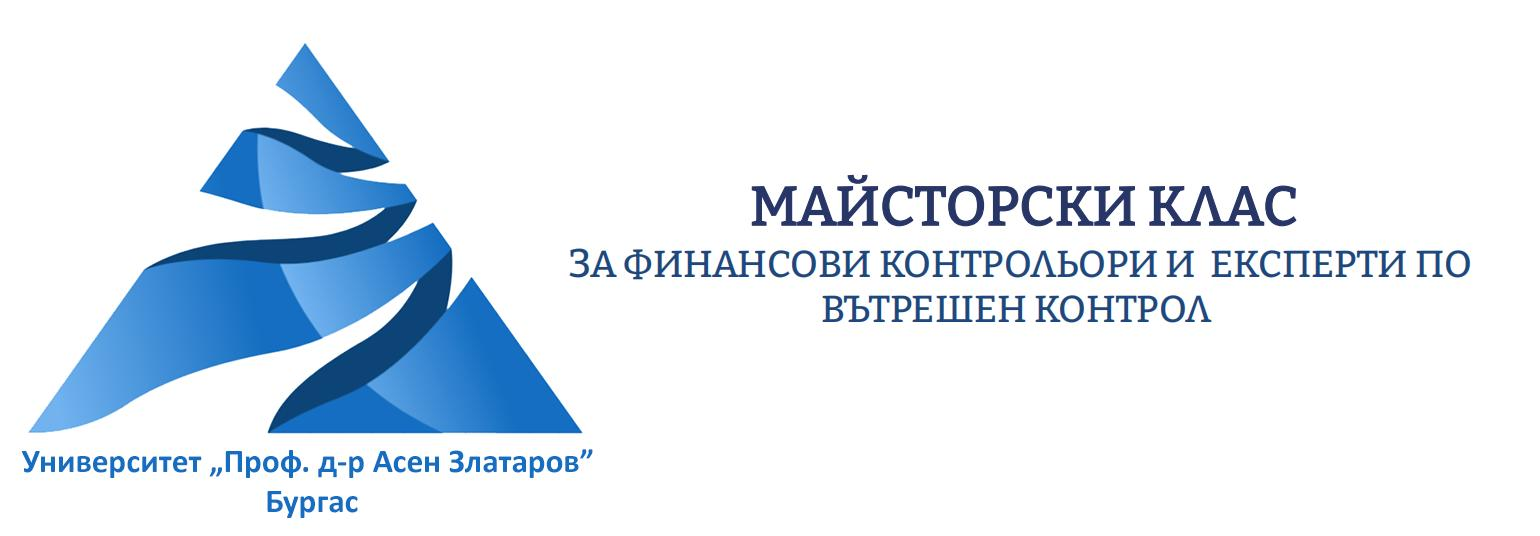 МАЙСТОРСКИ КЛАС
ЗА ФИНАНСОВИ КОНТРОЛЬОРИ И ЕКСПЕРТИ ПО
ВЪТРЕШЕН КОНТРОЛ
Университет „Проф. д-р Асен Златаров”
Бургас